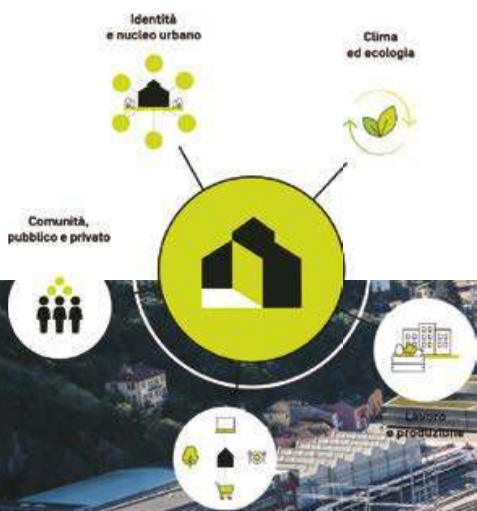 Identità
e nucleo urbano
Clima
ed ecologia
Comunità,
pubblico e privato
Lavoro
e produzione